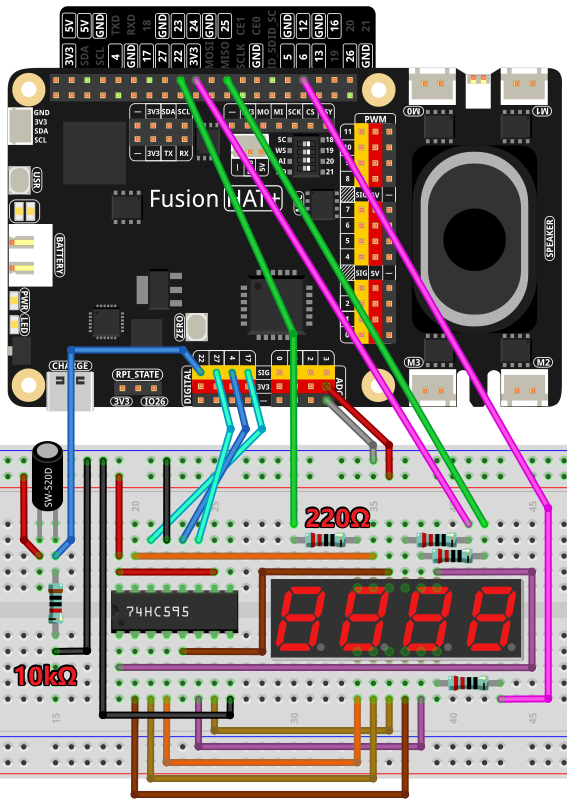 5V 5V GND TXD RXD 18 GND 23 24 GND 25 CE0 CE1 GND 12 GND 16 20 21
3V3 SDA SCL 4 GND 17 27 22 3V3 MOSI MISO SCLK GND ID_SD ID_SC 5 6 13 19 26 GND
GND
3V3
SDA
SCL
— 3V3 SDA SCL
— 3V3 TX RX
— 3V3 MO MI SCK CS
SC 18
WS 19
AI 20
21
PWM
11
10
9
8
SIG 5V —
7
6
5
4
SIG 5V —
2
M0
M1
USR
Fusion HAT+
SPEAKER
BATTERY
PWR
LED
ZERO
M3
M2
CHARGE
RPI_STATE
3V3 IO26
DIGITAL
22 27 4 17
SIG
3V3
—
0 2 3
ADC
SW-520D
20 25 35 45
220Ω
74HC595
8888
10kΩ
15 30 40 45